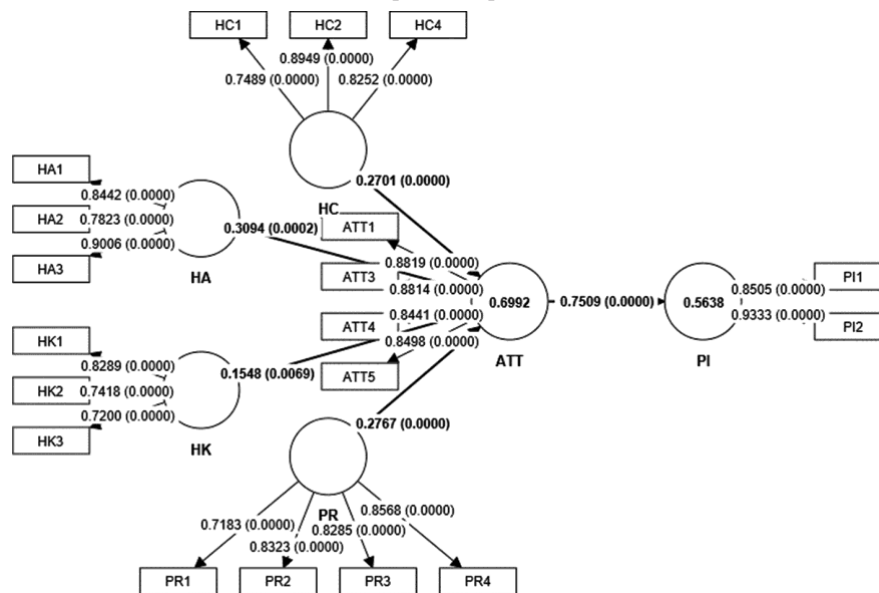 HC1 HC2 HC4
0.8949 (0.0000)
0.7489 (0.0000) 0.8252 (0.0000)
HA1
0.2701 (0.0000)
0.8442 (0.0000)
HC
HA2 0.7823 (0.0000) 0.3094 (0.0002) ATT1
0.9006 (0.0000)
0.8819 (0.0000)
HA3 HA ATT3 0.8814 (0.0000) 0.8505 (0.0000) PI1
0.6992 0.7509 (0.0000) 0.5638
0.8441 (0.0000) 0.9333 (0.0000)
HK1 ATT4 PI2
0.8498 (0.0000)
0.8289 (0.0000) ATT PI
0.1548 (0.0069) ATT5
HK2 0.7418 (0.0000)
0.7200 (0.0000) 0.2767 (0.0000)
HK3 HK
PR
0.8568 (0.0000)
0.7183 (0.0000) 0.8285 (0.0000)
0.8323 (0.0000)
PR1 PR2 PR3 PR4